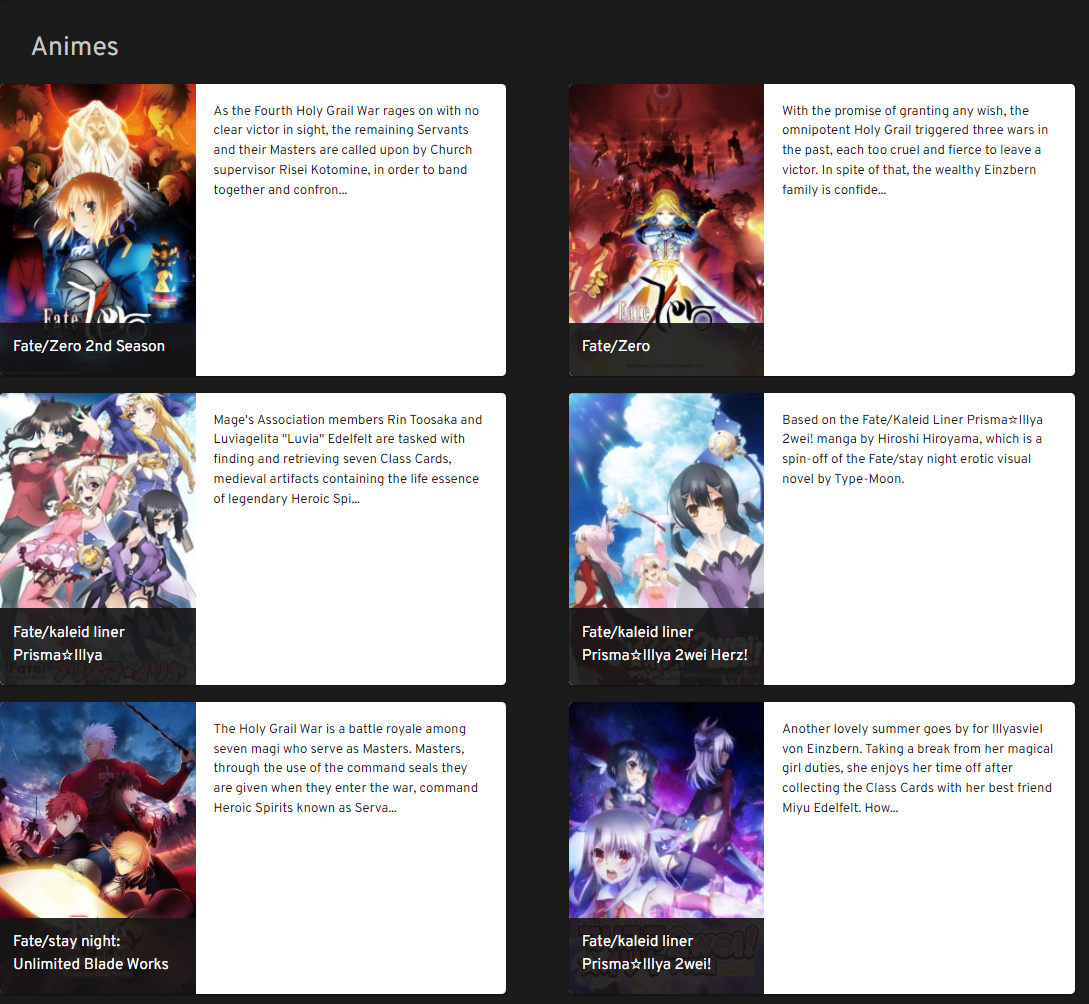 Animes
As the Fourth Holy Grail War rages on with no
clear victor in sight, the remaining Servants
and their Masters are called upon by Church
supervisor Risei Kotomine, in order to band
together and confron...
Fate
Zero
Fate/Zero 2nd Season
With the promise of granting any wish, the
omnipotent Holy Grail triggered three wars in
the past, each too cruel and fierce to leave a
victor. In spite of that, the wealthy Einzbern
family is confide...
Fate
Zero
Fate/Zero
Mage's Association members Rin Toosaka and
Luviagelita "Luvia" Edelfelt are tasked with
finding and retrieving seven Class Cards,
medieval artifacts containing the life essence
of legendary Heroic Spi...
Fate/kaleid liner
Prisma☆Illya
Based on the Fate/Kaleid Liner Prisma☆Illya
2wei! manga by Hiroshi Hiroyama, which is a
spin-off of the Fate/stay night erotic visual
novel by Type-Moon.
Fate/kaleid liner
Prisma☆Illya 2wei Herz!
The Holy Grail War is a battle royale among
seven magi who serve as Masters. Masters,
through the use of the command seals they
are given when they enter the war, command
Heroic Spirits known as Serva...
Fate/stay night:
Unlimited Blade Works
Another lovely summer goes by for Illyasviel
von Einzbern. Taking a break from her magical
girl duties, she enjoys her time off after
collecting the Class Cards with her best friend
Miyu Edelfelt. How...
Fate/kaleid liner
Prisma☆Illya 2wei!